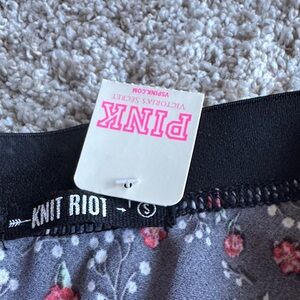 PINK
VICTORIA'S SECRET
VSPINK.COM
KNIT RIOT
S